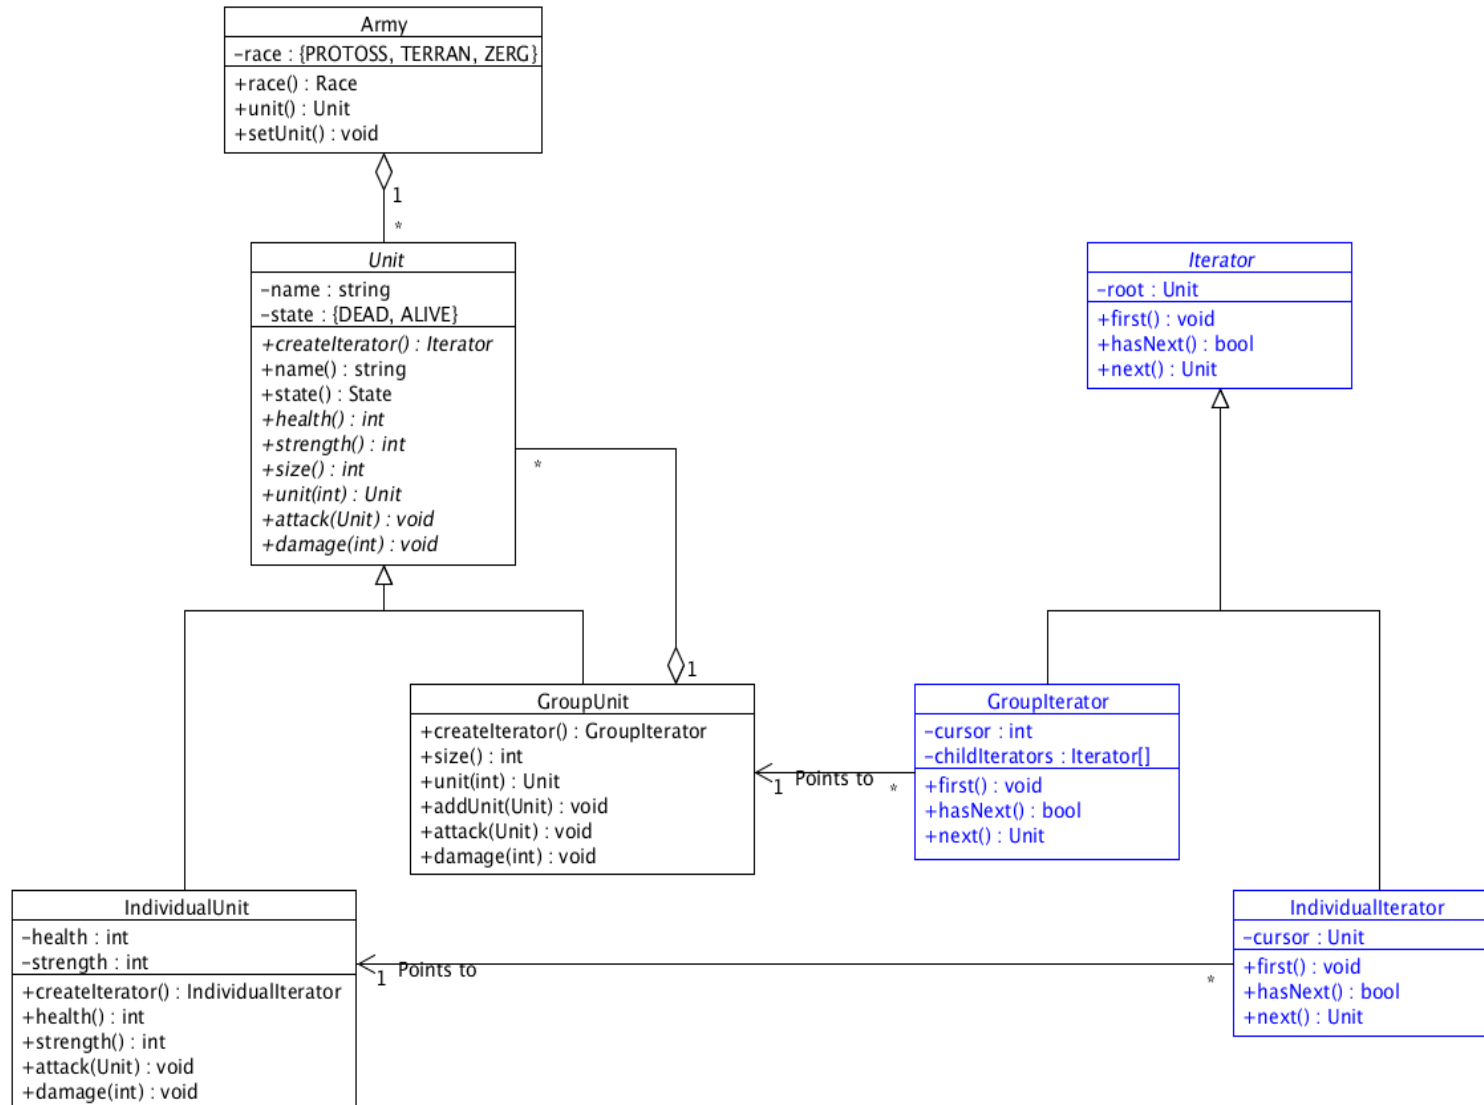 Army
-race : {PROTOSS, TERRAN, ZERG}
+race() : Race
+unit() : Unit
+setUnit() : void
1
*
Unit
-name : string
-state : {DEAD, ALIVE}
+createIterator() : Iterator
+name() : string
+state() : State
+health() : int
+strength() : int
+size() : int
+unit(int) : Unit
+attack(Unit) : void
+damage(int) : void
*
1
Iterator
-root : Unit
+first() : void
+hasNext() : bool
+next() : Unit
GroupUnit
+createIterator() : GroupIterator
+size() : int
+unit(int) : Unit
+addUnit(Unit) : void
+attack(Unit) : void
+damage(int) : void
1 Points to *
GroupIterator
-cursor : int
-childIterators : Iterator[]
+first() : void
+hasNext() : bool
+next() : Unit
IndividualUnit
-health : int
-strength : int
+createIterator() : IndividualIterator
+health() : int
+strength() : int
+attack(Unit) : void
+damage(int) : void
1 Points to *
IndividualIterator
-cursor : Unit
+first() : void
+hasNext() : bool
+next() : Unit